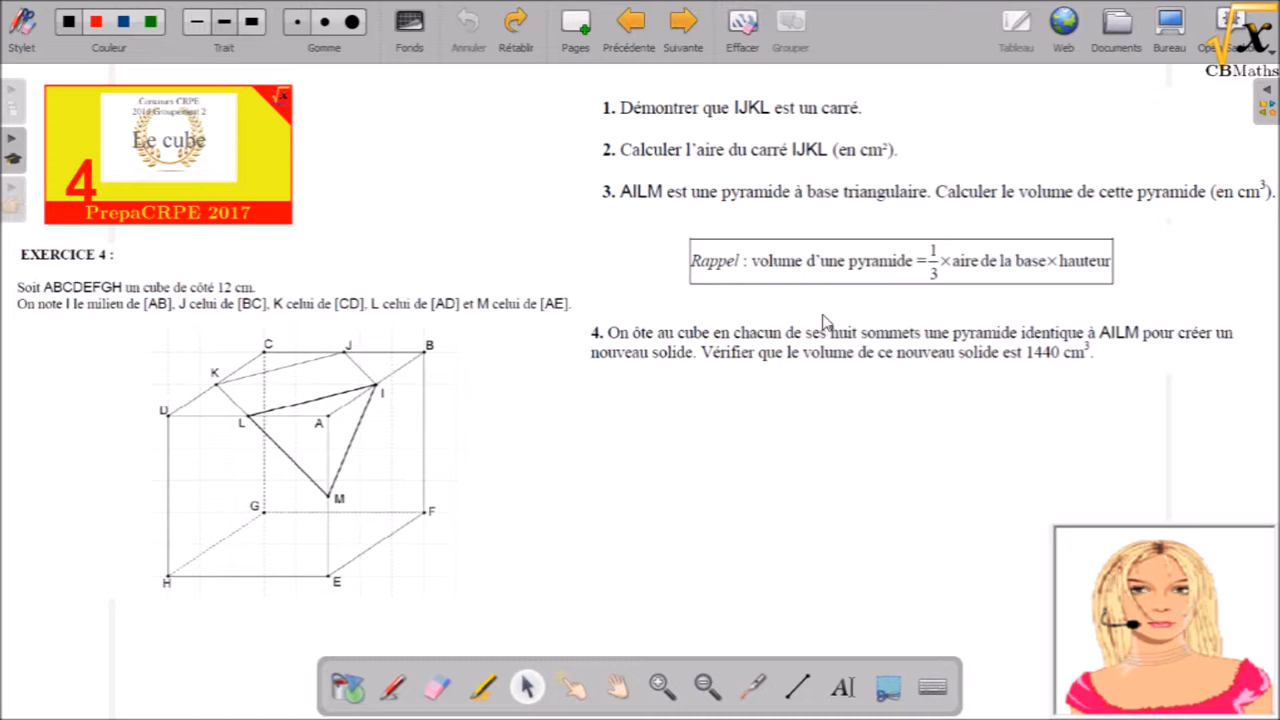 Stylet
Couleur
Trait
Gomme
Fonds
Annuler
Rétablir
Pages
Précédente
Suivante
Effacer
Grouper
Tableau
Web
Documents
Bureau
x
CBMaths
Concours CRPE
2014 Groupement 2
Le cube
4
PrepaCRPE 2017
EXERCICE 4 :
Soit ABCDEFGH un cube de côté 12 cm.
On note I le milieu de [AB], J celui de [BC], K celui de [CD], L celui de [AD] et M celui de [AE].
C
J
B
K
I
D
L
A
M
G
F
H
E
1. Démontrer que IJKL est un carré.
2. Calculer l'aire du carré IJKL (en cm²).
3. AILM est une pyramide à base triangulaire. Calculer le volume de cette pyramide (en cm³).
Rappel : volume d'une pyramide = 1/3 × aire de la base × hauteur
4. On ôte au cube en chacun de ses huit sommets une pyramide identique à AILM pour créer un
nouveau solide. Vérifier que le volume de ce nouveau solide est 1440 cm³.
AI